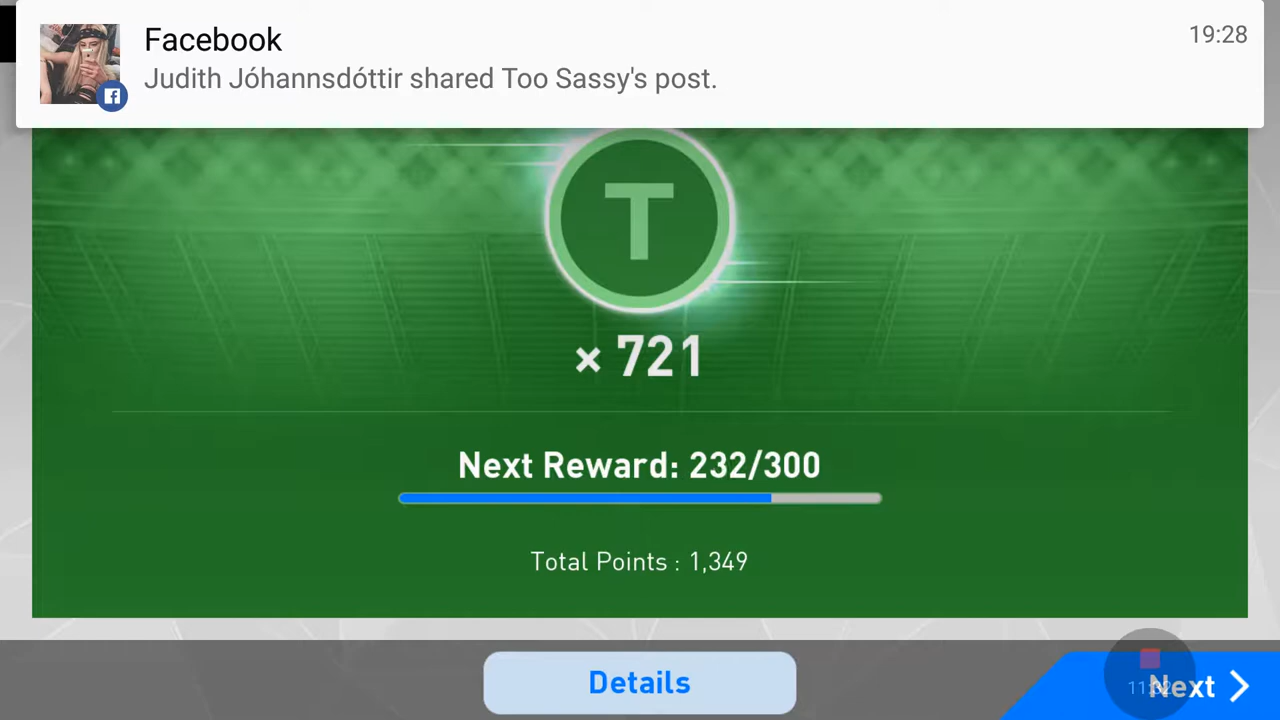 Facebook
19:28
Judith Jóhannsdóttir shared Too Sassy's post.
T
× 721
Next Reward: 232/300
Total Points : 1,349
Details
Next